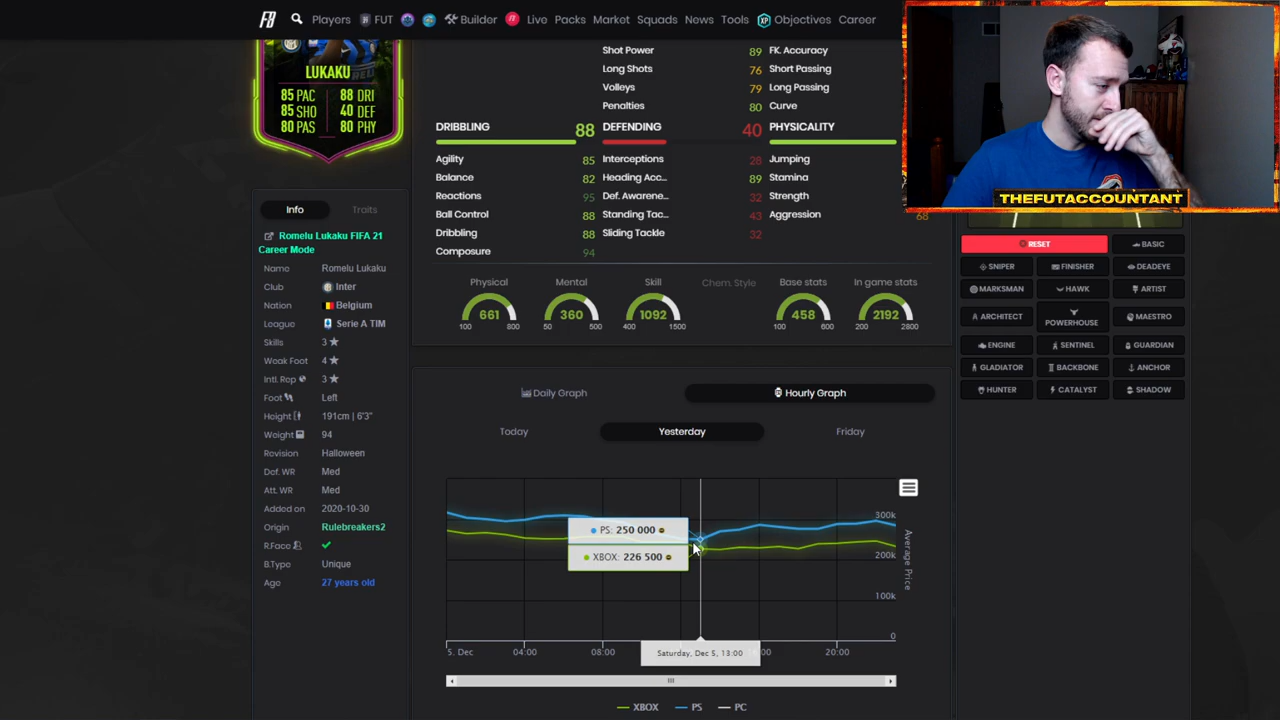 Players FUT Builder Live Packs Market Squads News Tools XP Objectives Career
LUKAKU
85 PAC 88 DRI
85 SHO 40 DEF
80 PAS 80 PHY
Shot Power 89 FK. Accuracy
Long Shots 76 Short Passing
Volleys 79 Long Passing
Penalties 80 Curve
DRIBBLING 88 DEFENDING 40 PHYSICALITY
Agility 85 Interceptions 28 Jumping
Balance 82 Heading Acc... 89 Stamina
Reactions 95 Def. Awarene... 32 Strength
Ball Control 88 Standing Tac... 43 Aggression 68
Dribbling 88 Sliding Tackle 32
Composure 94
THEFUTACCOUNTANT
Info Traits
Romelu Lukaku FIFA 21
Career Mode
Name Romelu Lukaku
Club Inter
Nation Belgium
League Serie A TIM
Skills 3
Weak Foot 4
Intl. Rep 3
Foot Left
Height 191cm | 6'3"
Weight 94
Revision Halloween
Def. WR Med
Att. WR Med
Added on 2020-10-30
Origin Rulebreakers2
R.Face
B.Type Unique
Age 27 years old
Physical Mental Skill Chem. Style Base stats In game stats
661 360 1092 458 2192
100 800 50 500 400 1500 100 600 700 2800
RESET BASIC
SNIPER FINISHER DEADEYE
MARKSMAN HAWK ARTIST
ARCHITECT POWERHOUSE MAESTRO
ENGINE SENTINEL GUARDIAN
GLADIATOR BACKBONE ANCHOR
HUNTER CATALYST SHADOW
Daily Graph Hourly Graph
Today Yesterday Friday
PS: 250 000
XBOX: 226 500
300k
200k
100k
0
Average Price
5. Dec 04:00 08:00 20:00
Saturday, Dec 5, 13:00
XBOX PS PC